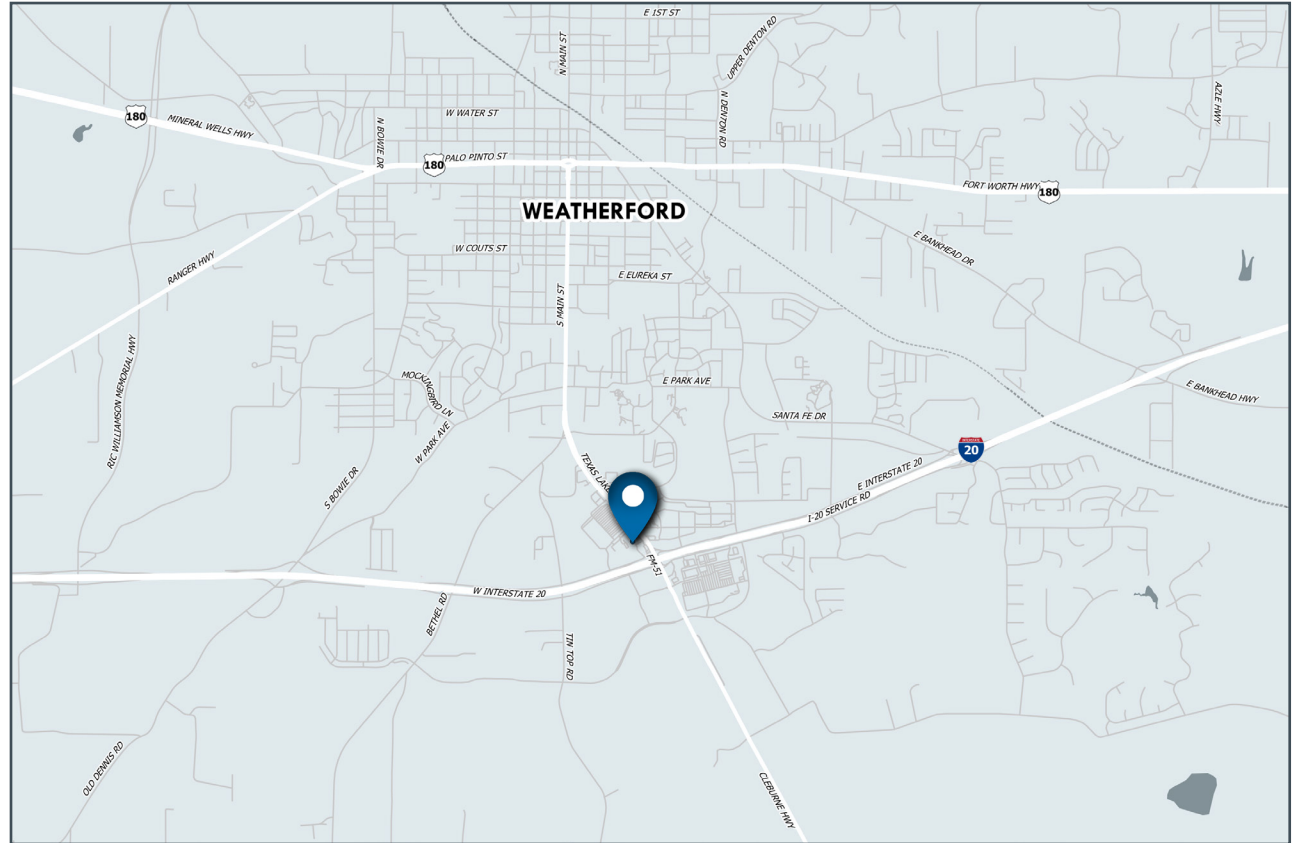 E 1ST ST
N MAIN ST
UPPER DENTON RD
N DENTON RD
AZLE HWY
180
MINERAL WELLS HWY
N BOWIE DR
W WATER ST
180
PALO PINTO ST
FORT WORTH HWY
180
WEATHERFORD
W COUTS ST
E BANKHEAD DR
RANGER HWY
E EUREKA ST
S MAIN ST
RIC WILLIAMSON MEMORIAL HWY
MOCKINGBIRD LN
E PARK AVE
E BANKHEAD HWY
W PARK AVE
SANTA FE DR
20
TEXAS
S BOWIE DR
E INTERSTATE 20
I-20 SERVICE RD
FM-51
W INTERSTATE 20
BETHEL RD
TIN TOP RD
OLD DENNIS RD
CLEBURNE HWY